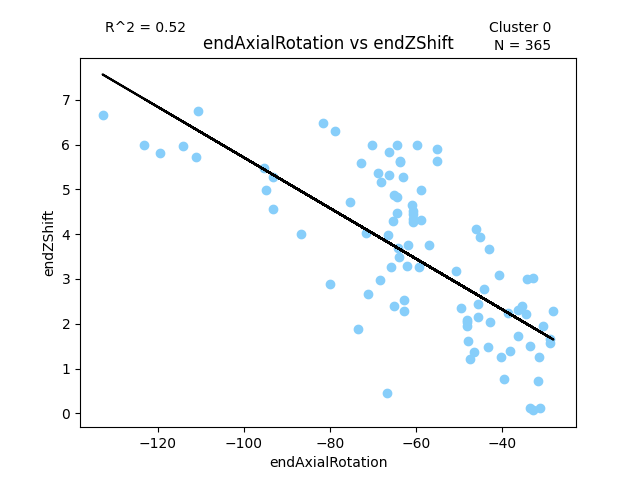 R^2 = 0.52
Cluster 0
endAxialRotation vs endZShift
N = 365
7
6
5
4
3
2
1
0
endZShift
−120
−100
−80
−60
−40
endAxialRotation